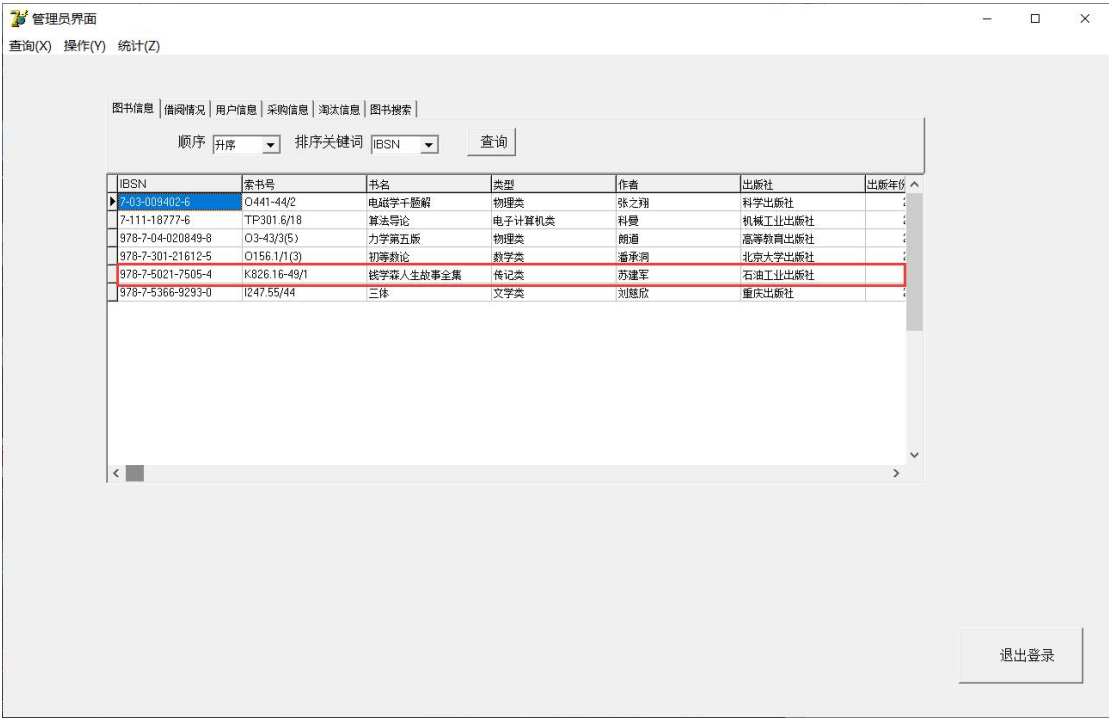 管理员界面
查询(X) 操作(Y) 统计(Z)
图书信息 借阅情况 用户信息 采购信息 淘汰信息 图书搜索
顺序 升序 排序关键词 IBSN 查询
IBSN 索书号 书名 类型 作者 出版社 出版年份
7-03-009402-6 O441-44/2 电磁学千题解 物理类 张之翔 科学出版社
7-111-18777-6 TP301.6/18 算法导论 电子计算机类 科曼 机械工业出版社
978-7-04-020849-8 O3-43/3(5) 力学第五版 物理类 朗道 高等教育出版社
978-7-301-21612-5 O156.1/1(3) 初等数论 数学类 潘承洞 北京大学出版社
978-7-5021-7505-4 K826.16-49/1 钱学森人生故事全集 传记类 苏建军 石油工业出版社
978-7-5366-9293-0 I247.55/44 三体 文学类 刘慈欣 重庆出版社
退出登录